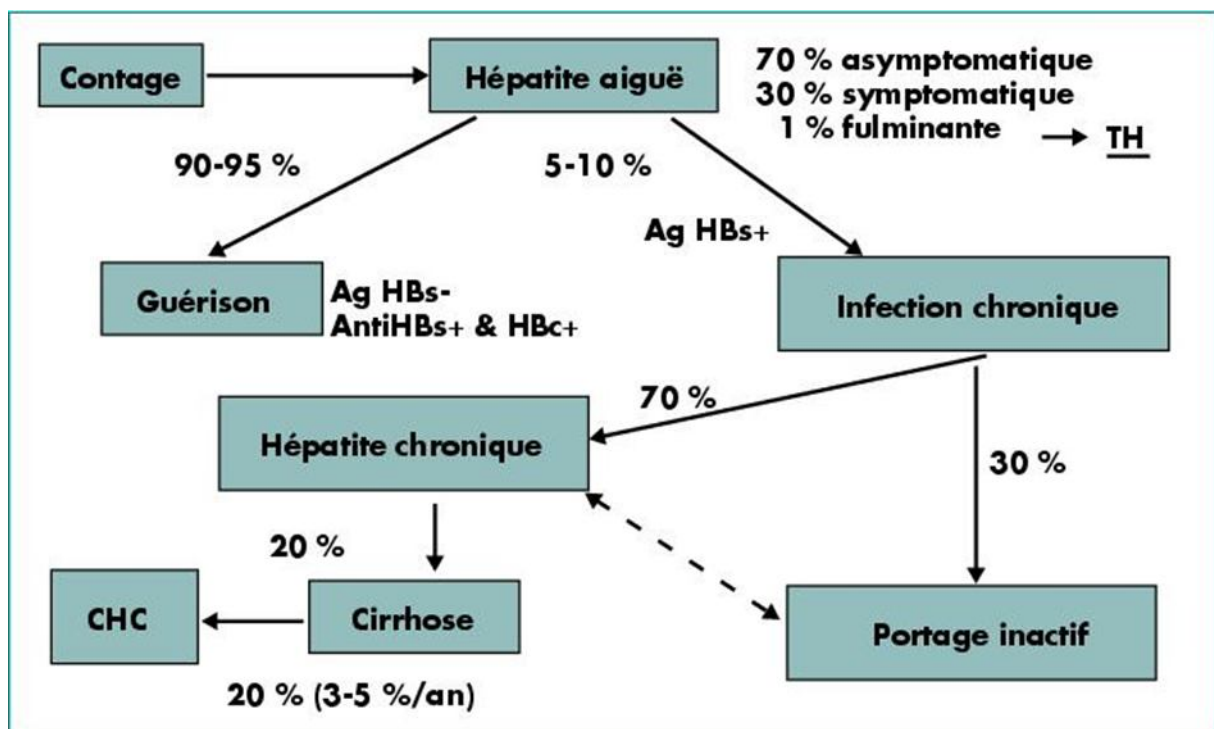 Contage
Hépatite aiguë
70 % asymptomatique
30 % symptomatique
1 % fulminante
TH
90-95 %
5-10 %
Ag HBs+
Guérison
Ag HBs-
AntiHBs+ & HBc+
Infection chronique
70 %
Hépatite chronique
30 %
20 %
CHC
Cirrhose
Portage inactif
20 % (3-5 %/an)